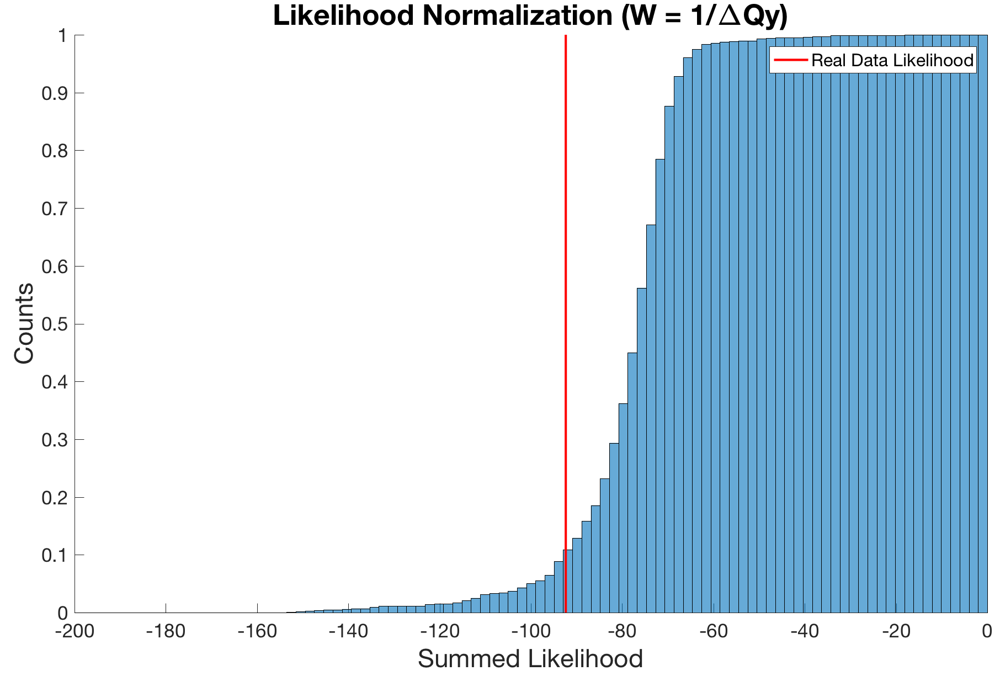 Likelihood Normalization (W = 1/ΔQy)
Real Data Likelihood
1
0.9
0.8
0.7
0.6
0.5
0.4
0.3
0.2
0.1
0
Counts
-200 -180 -160 -140 -120 -100 -80 -60 -40 -20 0
Summed Likelihood